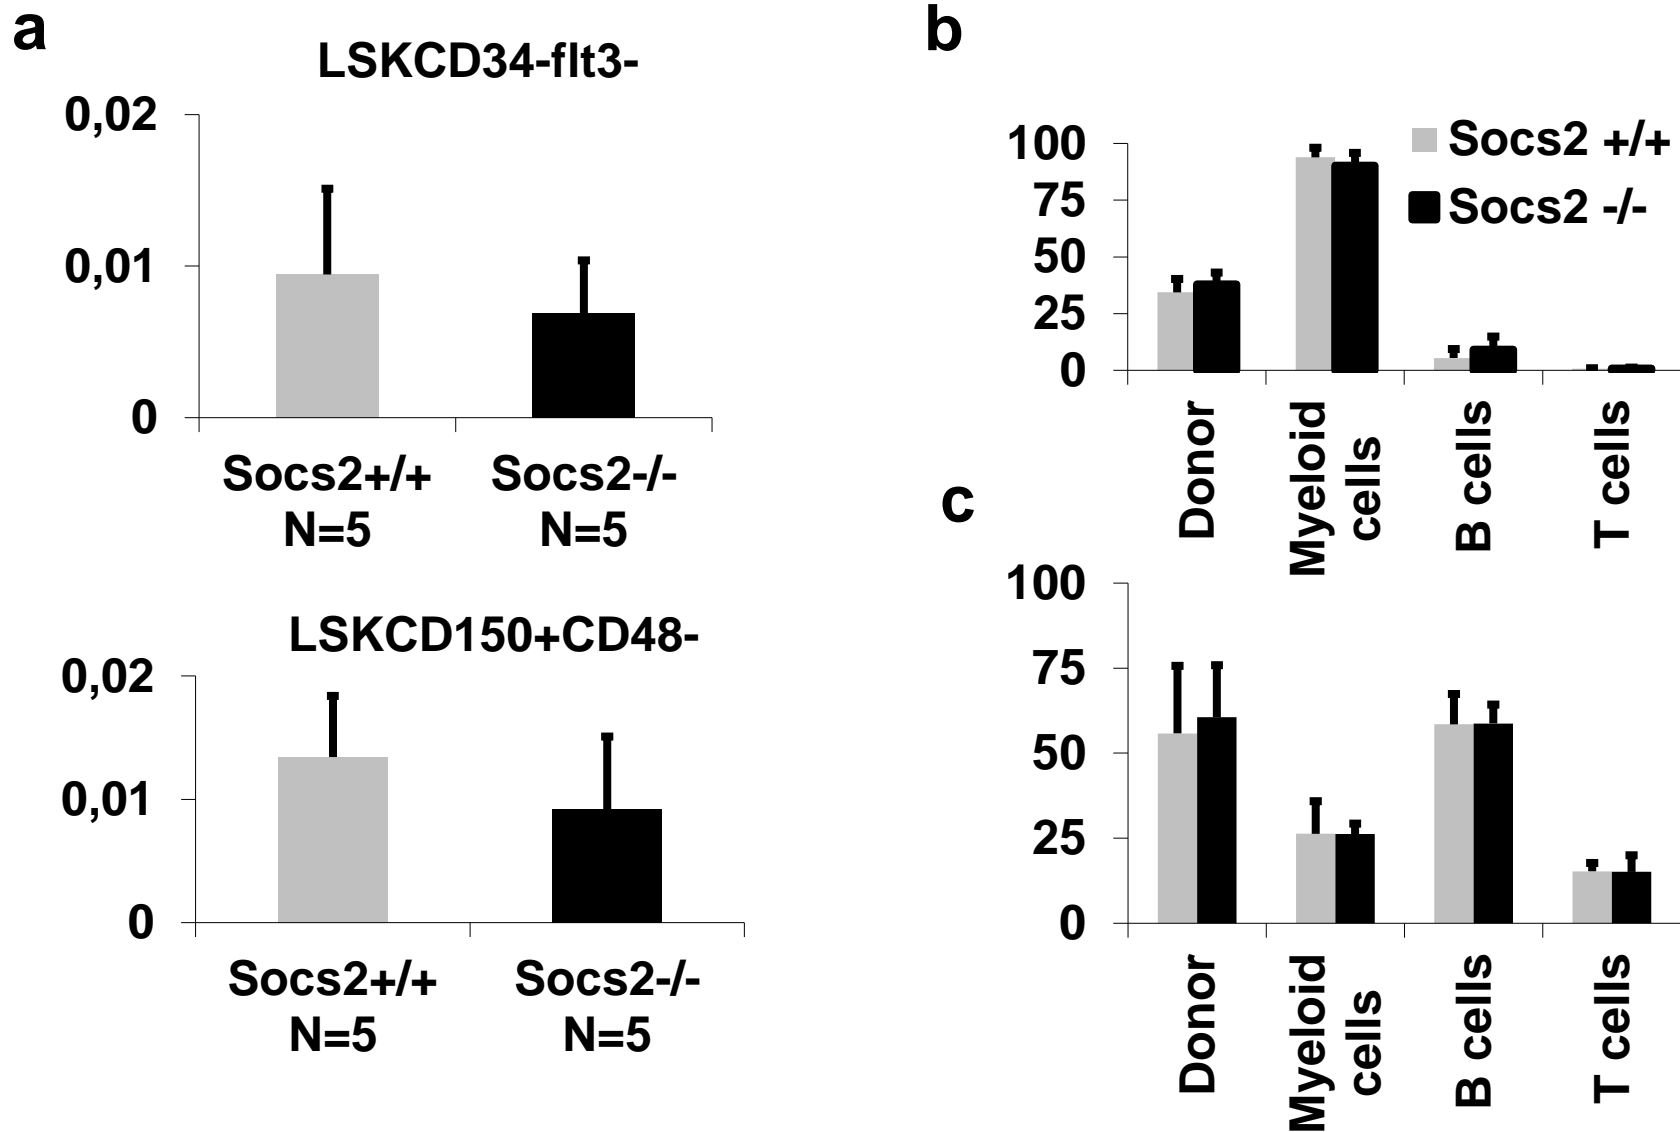 a
LSKCD34-flt3-
0,02
0,01
0
Socs2+/+ Socs2-/-
N=5 N=5
LSKCD150+CD48-
0,02
0,01
0
Socs2+/+ Socs2-/-
N=5 N=5
b
100
75
50
25
0
Socs2 +/+
Socs2 -/-
Donor
Myeloid
cells
B cells
T cells
c
100
75
50
25
0
Donor
Myeloid
cells
B cells
T cells